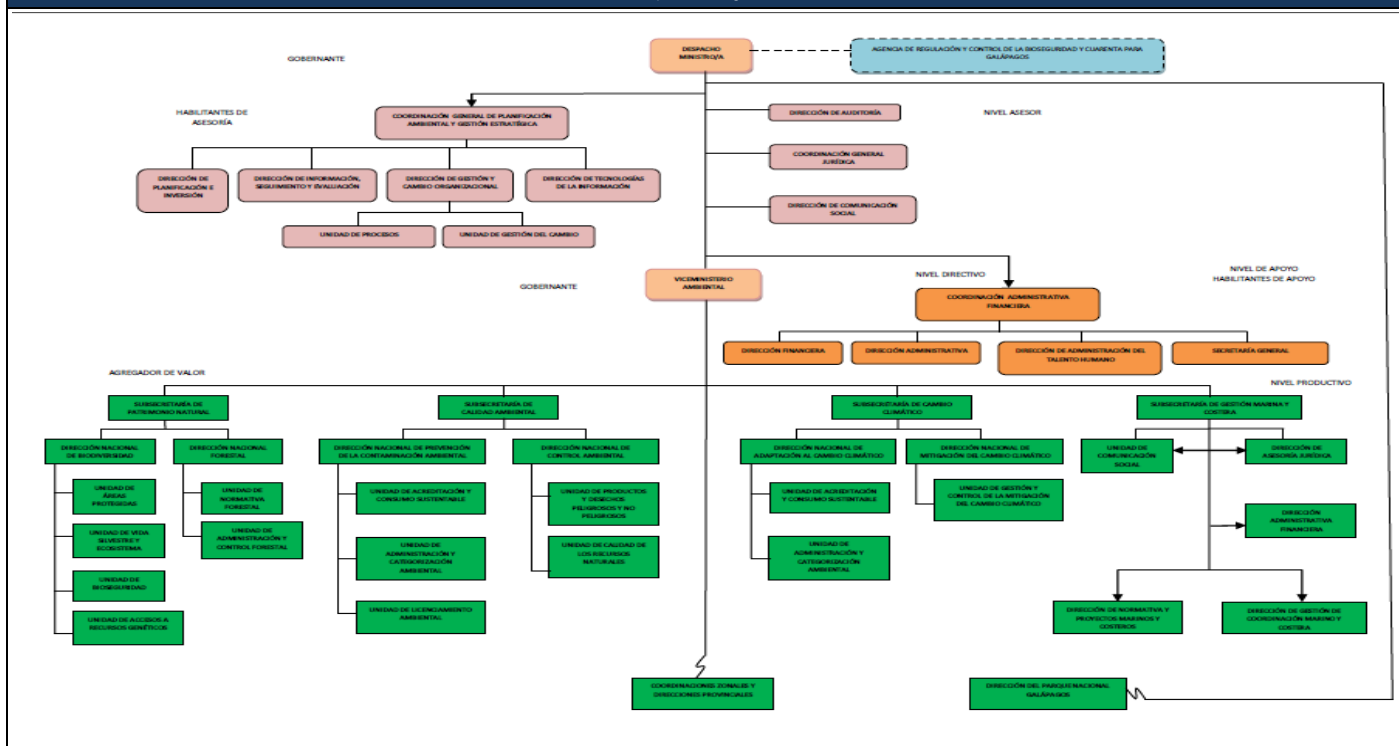 DESPACHO
MINISTRO/A
AGENCIA DE REGULACIÓN Y CONTROL DE LA BIOSEGURIDAD Y CUARENTA PARA
GALÁPAGOS
GOBERNANTE
HABILITANTES DE
ASESORÍA
COORDINACIÓN GENERAL DE PLANIFICACIÓN
AMBIENTAL Y GESTIÓN ESTRATÉGICA
DIRECCIÓN DE AUDITORÍA
NIVEL ASESOR
COORDINACIÓN GENERAL
JURÍDICA
DIRECCIÓN DE
PLANIFICACIÓN E
INVERSIÓN
DIRECCIÓN DE INFORMACIÓN,
SEGUIMIENTO Y EVALUACIÓN
DIRECCIÓN DE GESTIÓN Y
CAMBIO ORGANIZACIONAL
DIRECCIÓN DE TECNOLOGÍAS
DE LA INFORMACIÓN
DIRECCIÓN DE COMUNICACIÓN
SOCIAL
UNIDAD DE PROCESOS
UNIDAD DE GESTIÓN DEL CAMBIO
GOBERNANTE
VICEMINISTERIO
AMBIENTAL
NIVEL DIRECTIVO
NIVEL DE APOYO
HABILITANTES DE APOYO
COORDINACIÓN ADMINISTRATIVA
FINANCIERA
DIRECCIÓN FINANCIERA
DIRECCIÓN ADMINISTRATIVA
DIRECCIÓN DE ADMINISTRACIÓN DEL
TALENTO HUMANO
SECRETARÍA GENERAL
AGREGADOR DE VALOR
NIVEL PRODUCTIVO
SUBSECRETARÍA DE
PATRIMONIO NATURAL
SUBSECRETARÍA DE
CALIDAD AMBIENTAL
SUBSECRETARÍA DE CAMBIO
CLIMÁTICO
SUBSECRETARÍA DE GESTIÓN MARINA Y
COSTERA
DIRECCIÓN NACIONAL
DE BIODIVERSIDAD
DIRECCIÓN NACIONAL
FORESTAL
DIRECCIÓN NACIONAL DE PREVENCIÓN
DE LA CONTAMINACIÓN AMBIENTAL
DIRECCIÓN NACIONAL DE
CONTROL AMBIENTAL
DIRECCIÓN NACIONAL DE
ADAPTACIÓN AL CAMBIO CLIMÁTICO
DIRECCIÓN NACIONAL DE
MITIGACIÓN DEL CAMBIO CLIMÁTICO
UNIDAD DE
COMUNICACIÓN
SOCIAL
DIRECCIÓN DE
ASESORÍA JURÍDICA
UNIDAD DE
ÁREAS
PROTEGIDAS
UNIDAD DE
NORMATIVA
FORESTAL
UNIDAD DE ACREDITACIÓN Y
CONSUMO SUSTENTABLE
UNIDAD DE PRODUCTOS
Y DESECHOS
PELIGROSOS Y NO
PELIGROSOS
UNIDAD DE ACREDITACIÓN
Y CONSUMO SUSTENTABLE
UNIDAD DE GESTIÓN Y
CONTROL DE LA MITIGACIÓN
DEL CAMBIO CLIMÁTICO
DIRECCIÓN
ADMINISTRATIVA
FINANCIERA
UNIDAD DE VIDA
SILVESTRE Y
ECOSISTEMA
UNIDAD DE
ADMINISTRACIÓN Y
CONTROL FORESTAL
UNIDAD DE
ADMINISTRACIÓN Y
CATEGORIZACIÓN
AMBIENTAL
UNIDAD DE CALIDAD DE
LOS RECURSOS
NATURALES
UNIDAD DE
ADMINISTRACIÓN Y
CATEGORIZACIÓN
AMBIENTAL
UNIDAD DE
BIOSEGURIDAD
UNIDAD DE ACCESOS A
RECURSOS GENÉTICOS
UNIDAD DE LICENCIAMIENTO
AMBIENTAL
DIRECCIÓN DE NORMATIVA Y
PROYECTOS MARINOS Y
COSTEROS
DIRECCIÓN DE GESTIÓN DE
COORDINACIÓN MARINO Y
COSTERA
COORDINACIONES ZONALES Y
DIRECCIONES PROVINCIALES
DIRECCIÓN DEL PARQUE NACIONAL
GALÁPAGOS